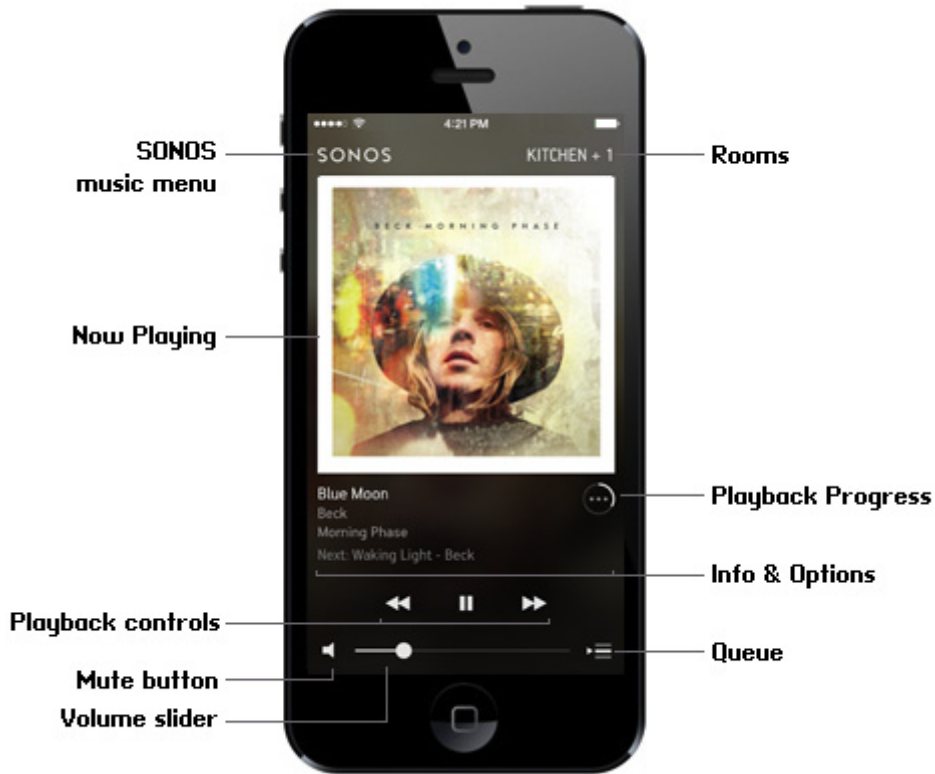 4:21 PM
SONOS
music menu
SONOS
KITCHEN + 1
Rooms
BECK MORNING PHASE
Now Playing
Blue Moon
Beck
Morning Phase
Next: Waking Light - Beck
Playback Progress
Info & Options
Playback controls
Queue
Mute button
Volume slider